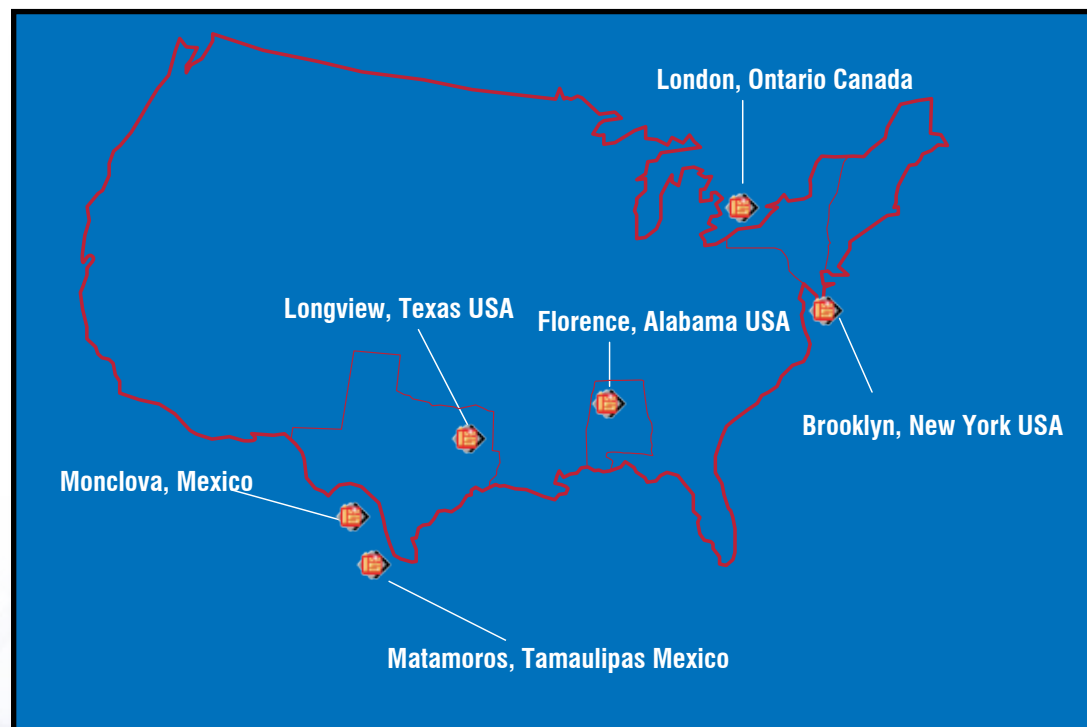 London, Ontario Canada
Longview, Texas USA
Florence, Alabama USA
Brooklyn, New York USA
Monclova, Mexico
Matamoros, Tamaulipas Mexico